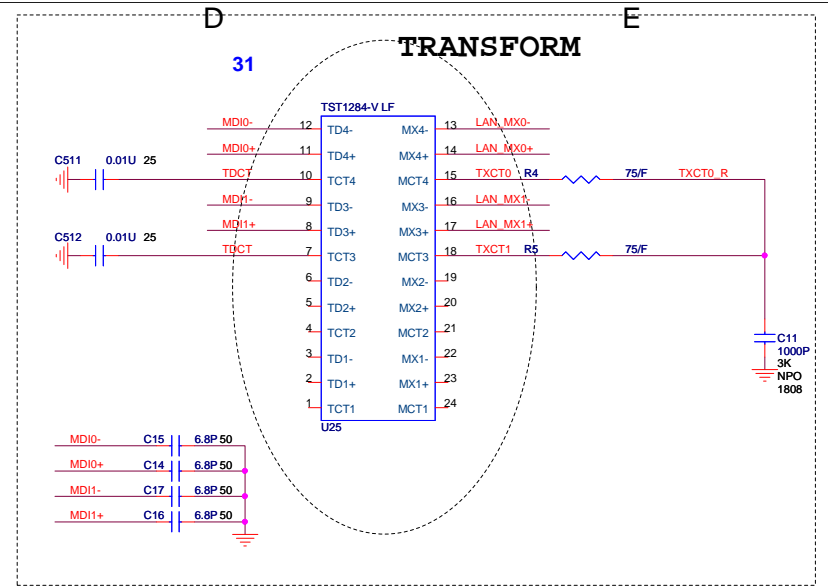 D E
TRANSFORM
31
TST1284-V LF
MDI0- 12 TD4- MX4- 13 LAN_MX0-
MDI0+ 11 TD4+ MX4+ 14 LAN_MX0+
C511 0.01U 25 TDCT 10 TCT4 MCT4 15 TXCT0 R4 75/F TXCT0_R
MDI1- 9 TD3- MX3- 16 LAN_MX1-
MDI1+ 8 TD3+ MX3+ 17 LAN_MX1+
C512 0.01U 25 TDCT 7 TCT3 MCT3 18 TXCT1 R5 75/F
6 TD2- MX2- 19
5 TD2+ MX2+ 20
4 TCT2 MCT2 21
3 TD1- MX1- 22
2 TD1+ MX1+ 23
1 TCT1 MCT1 24
U25
C11
1000P
3K
NPO
1808
MDI0- C15 6.8P 50
MDI0+ C14 6.8P 50
MDI1- C17 6.8P 50
MDI1+ C16 6.8P 50